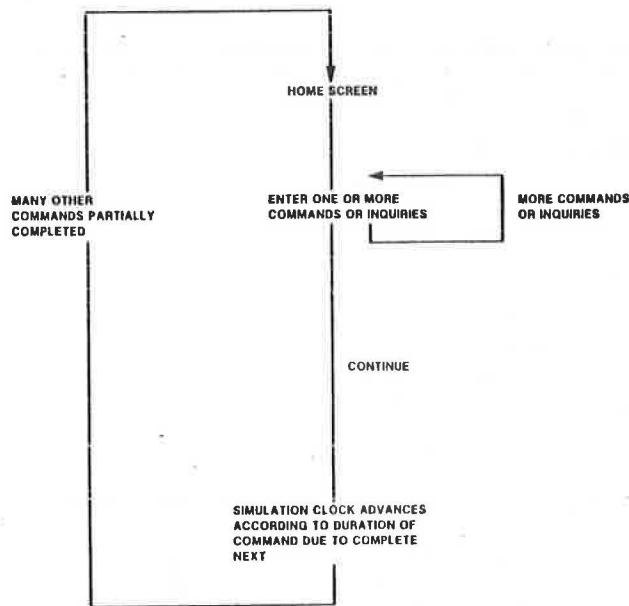 HOME SCREEN
MANY OTHER
COMMANDS PARTIALLY
COMPLETED
ENTER ONE OR MORE
COMMANDS OR INQUIRIES
MORE COMMANDS
OR INQUIRIES
CONTINUE
SIMULATION CLOCK ADVANCES
ACCORDING TO DURATION OF
COMMAND DUE TO COMPLETE
NEXT